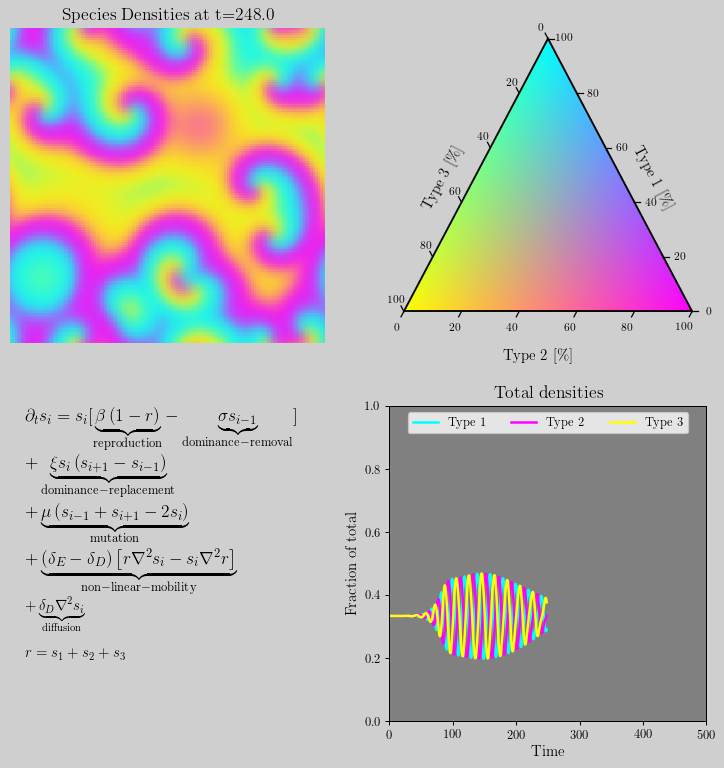 Species Densities at t=248.0
0
100
20
80
40
60
Type 3 [%]
Type 1 [%]
60
40
80
20
100
0
0 20 40 60 80 100
Type 2 [%]
∂ₜsᵢ = sᵢ[ β (1 − r) − σsᵢ₋₁ ]
reproduction dominance−removal
+ ξsᵢ (sᵢ₊₁ − sᵢ₋₁)
dominance−replacement
+ μ (sᵢ₋₁ + sᵢ₊₁ − 2sᵢ)
mutation
+ (δ_E − δ_D) [r∇²sᵢ − sᵢ∇²r]
non−linear−mobility
+ δ_D∇²sᵢ
diffusion
r = s₁ + s₂ + s₃
Total densities
Type 1 Type 2 Type 3
Fraction of total
1.0
0.8
0.6
0.4
0.2
0.0
0 100 200 300 400 500
Time